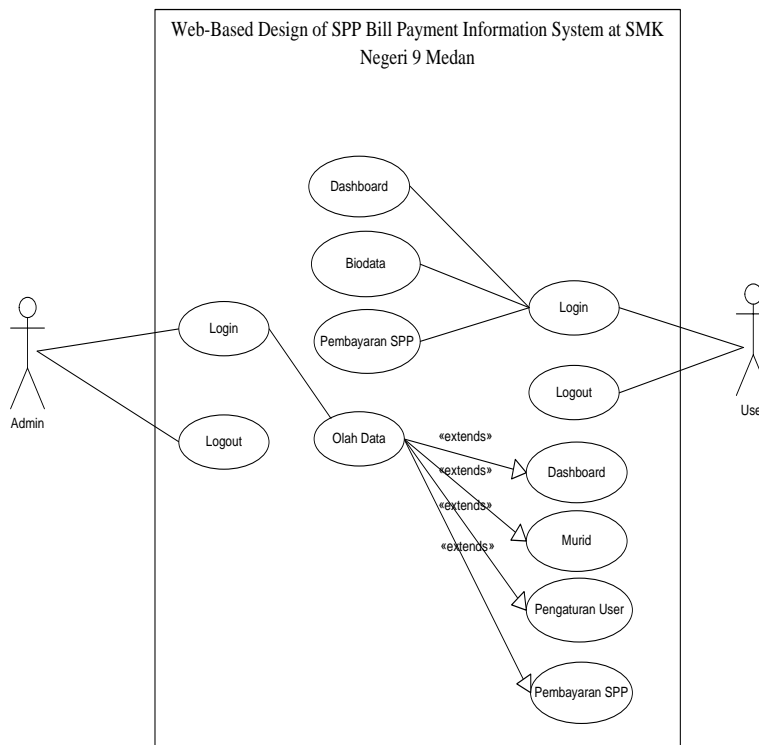 Web-Based Design of SPP Bill Payment Information System at SMK
Negeri 9 Medan
Dashboard
Biodata
Pembayaran SPP
Login
Login
Logout
Logout
Olah Data
Admin
Use
«extends»
«extends»
«extends»
«extends»
Dashboard
Murid
Pengaturan User
Pembayaran SPP